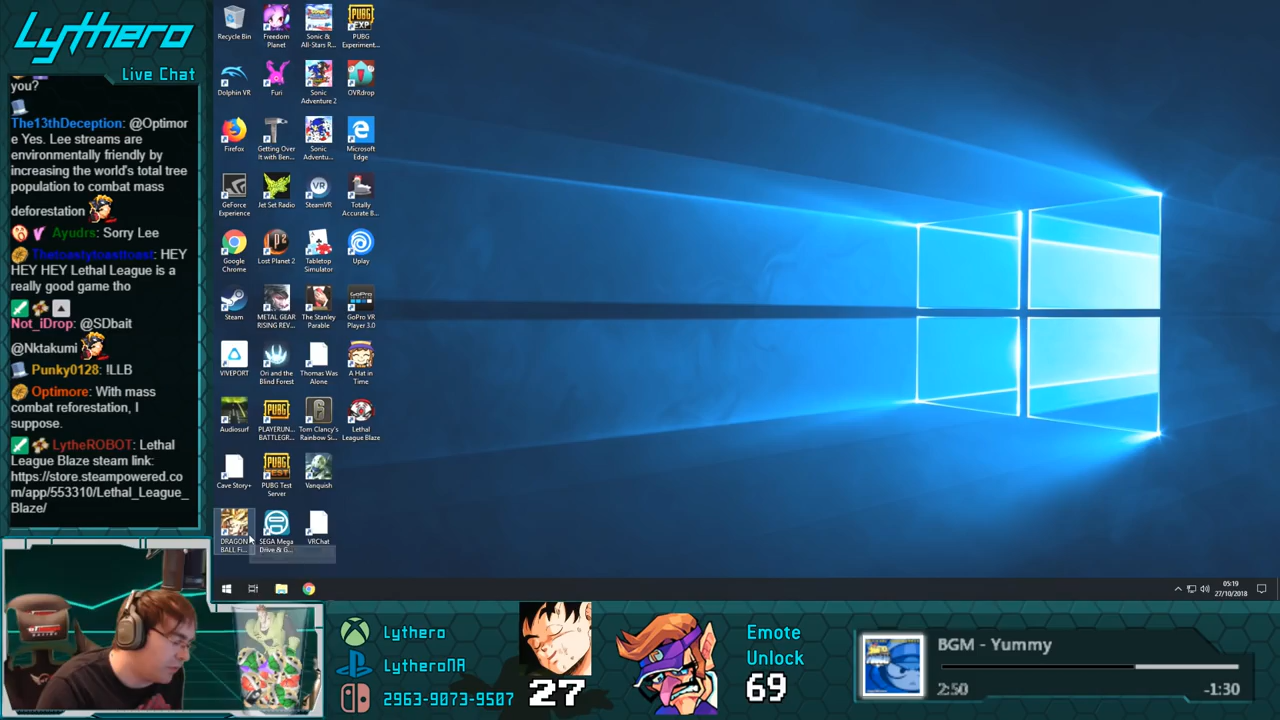 Lythero
Live Chat
you?
The13thDeception: @Optimor
e Yes. Lee streams are
environmentally friendly by
increasing the world's total tree
population to combat mass
deforestation
Ayudrs: Sorry Lee
Thetoastytoasttoast: HEY
HEY HEY Lethal League is a
really good game tho
Not_iDrop: @SDbait
@Nktakumi
Punky0128: !LLB
Optimore: With mass
combat reforestation, I
suppose.
LytheROBOT: Lethal
League Blaze steam link:
https://store.steampowered.co
m/app/553310/Lethal_League_
Blaze/
Recycle Bin
Freedom
Planet
Sonic &
All-Stars R...
PUBG
Experiment...
Dolphin VR
Furi
Sonic
Adventure 2
OVRdrop
Firefox
Getting Over
It with Ben...
Sonic
Adventu...
Microsoft
Edge
GeForce
Experience
Jet Set Radio
SteamVR
Totally
Accurate B...
Google
Chrome
Lost Planet 2
Tabletop
Simulator
Uplay
Steam
METAL GEAR
RISING REV...
The Stanley
Parable
GoPro VR
Player 3.0
VIVEPORT
Ori and the
Blind Forest
Thomas Was
Alone
A Hat in
Time
Audiosurf
PLAYERUN...
BATTLEGR...
Tom Clancy's
Rainbow Si...
Lethal
League Blaze
Cave Story+
PUBG Test
Server
Vanquish
DRAGON
BALL Fi...
SEGA Mega
Drive & G...
VRChat
05:19
27/10/2018
Lythero
LytheroNA
2963-9073-9507
27
Emote
Unlock
69
BGM - Yummy
2:50
-1:30